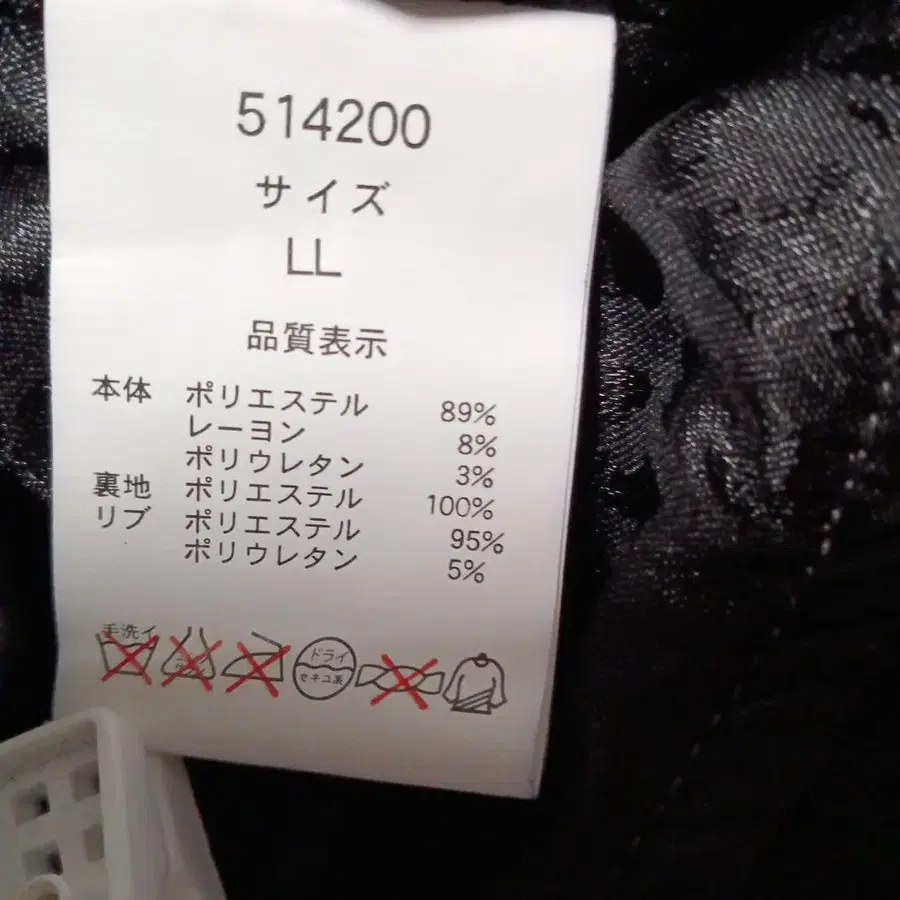 514200
サイズ
LL
品質表示
本体 ポリエステル 89%
レーヨン 8%
ポリウレタン 3%
裏地 ポリエステル 100%
リブ ポリエステル 95%
ポリウレタン 5%
手洗イ
ドライ
セキユ系